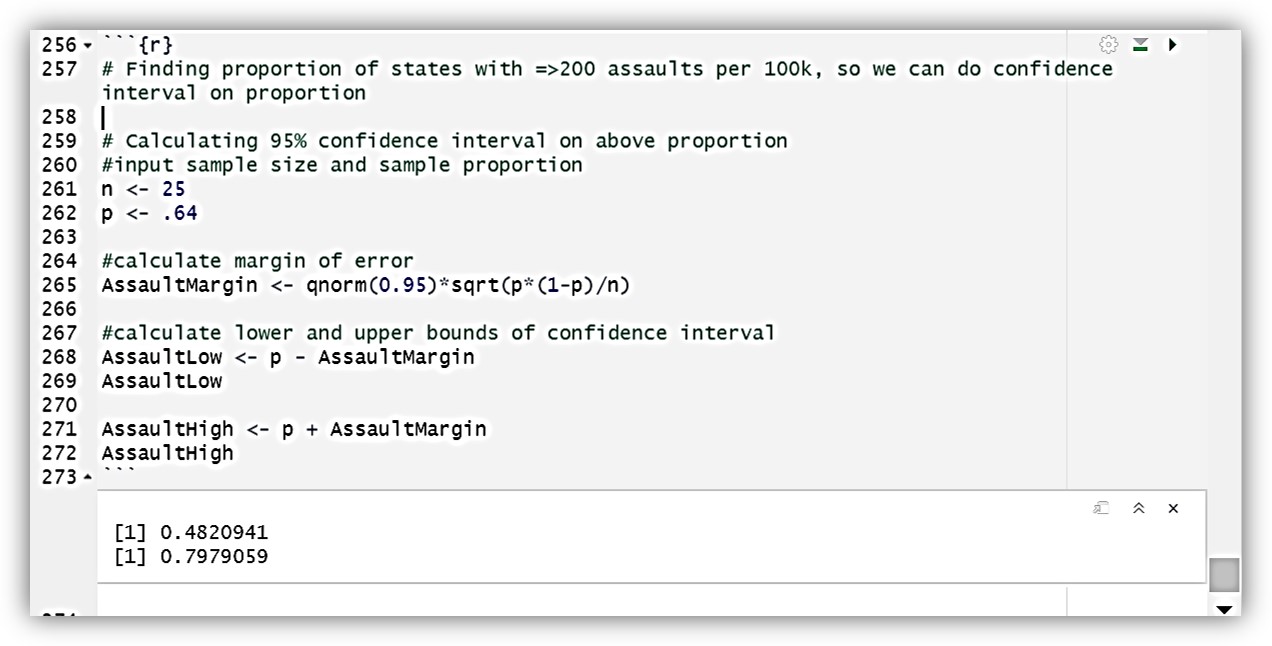 256 ```{r}
257 # Finding proportion of states with =>200 assaults per 100k, so we can do confidence
interval on proportion
258
259 # Calculating 95% confidence interval on above proportion
260 #input sample size and sample proportion
261 n <- 25
262 p <- .64
263
264 #calculate margin of error
265 AssaultMargin <- qnorm(0.95)*sqrt(p*(1-p)/n)
266
267 #calculate lower and upper bounds of confidence interval
268 AssaultLow <- p - AssaultMargin
269 AssaultLow
270
271 AssaultHigh <- p + AssaultMargin
272 AssaultHigh
273 ```
[1] 0.4820941
[1] 0.7979059